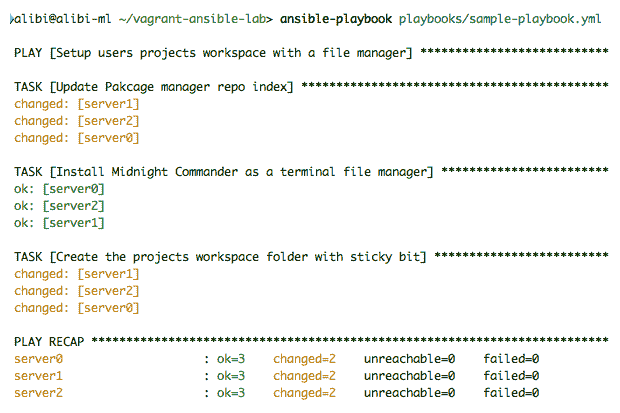 yalibi@alibi-ml ~/vagrant-ansible-lab> ansible-playbook playbooks/sample-playbook.yml
PLAY [Setup users projects workspace with a file manager] ***************************
TASK [Update Pakcage manager repo index] ********************************************
changed: [server1]
changed: [server2]
changed: [server0]
TASK [Install Midnight Commander as a terminal file manager] ************************
ok: [server0]
ok: [server2]
ok: [server1]
TASK [Create the projects workspace folder with sticky bit] *************************
changed: [server1]
changed: [server2]
changed: [server0]
PLAY RECAP **************************************************************************
server0 : ok=3 changed=2 unreachable=0 failed=0
server1 : ok=3 changed=2 unreachable=0 failed=0
server2 : ok=3 changed=2 unreachable=0 failed=0